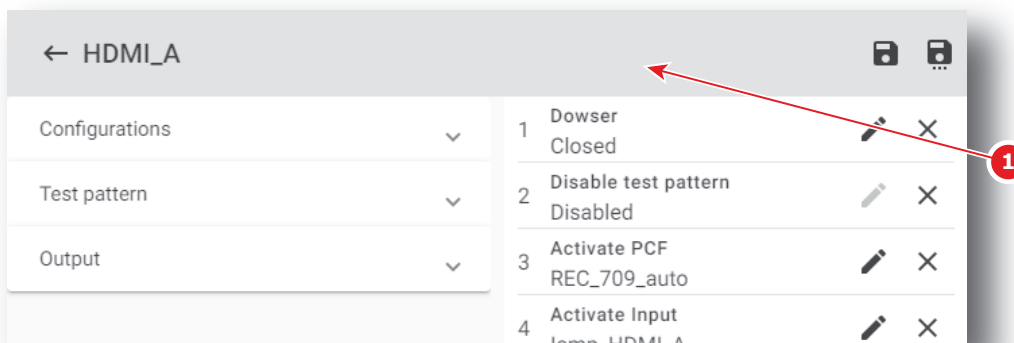 HDMI_A
Configurations
Test pattern
Output
1 Dowser
Closed
2 Disable test pattern
Disabled
3 Activate PCF
REC_709_auto
4 Activate Input
HDMI_A
1